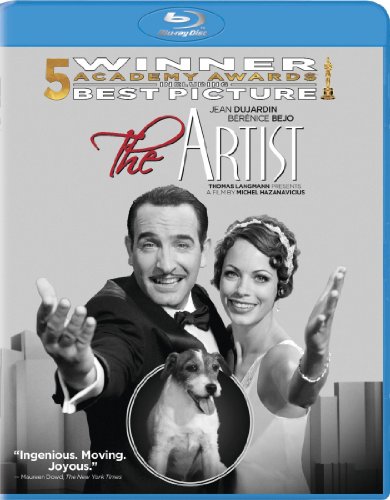 Blu-ray Disc
5 WINNER
ACADEMY AWARDS
INCLUDING
BEST PICTURE
JEAN DUJARDIN
BÉRÉNICE BEJO
The ARTIST
THOMAS LANGMANN PRESENTS
A FILM BY MICHEL HAZANAVICIUS
“Ingenious. Moving.
Joyous.”
– Maureen Dowd, The New York Times